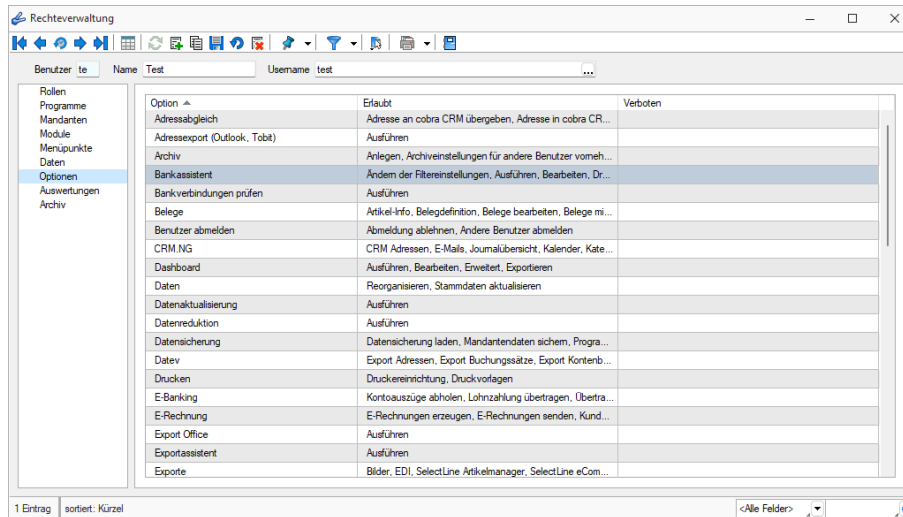 Rechteverwaltung
Benutzer te Name Test Username test ...
Rollen
Programme
Mandanten
Module
Menüpunkte
Daten
Optionen
Auswertungen
Archiv
Option Erlaubt Verboten
Adressabgleich Adresse an cobra CRM übergeben, Adresse in cobra CR...
Adressexport (Outlook, Tobit) Ausführen
Archiv Anlegen, Archiveinstellungen für andere Benutzer vorneh...
Bankassistent Ändern der Filtereinstellungen, Ausführen, Bearbeiten, Dr...
Bankverbindungen prüfen Ausführen
Belege Artikel-Info, Belegdefinition, Belege bearbeiten, Belege mi...
Benutzer abmelden Abmeldung ablehnen, Andere Benutzer abmelden
CRM.NG CRM Adressen, E-Mails, Journalübersicht, Kalender, Kate...
Dashboard Ausführen, Bearbeiten, Erweitert, Exportieren
Daten Reorganisieren, Stammdaten aktualisieren
Datenaktualisierung Ausführen
Datenreduktion Ausführen
Datensicherung Datensicherung laden, Mandantendaten sichern, Progra...
Datev Export Adressen, Export Buchungssätze, Export Kontenb...
Drucken Druckereinrichtung, Druckvorlagen
E-Banking Kontoauszüge abholen, Lohnzahlung übertragen, Übertra...
E-Rechnung E-Rechnungen erzeugen, E-Rechnungen senden, Kund...
Export Office Ausführen
Exportassistent Ausführen
Exporte Bilder, EDI, SelectLine Artikelmanager, SelectLine eCom...
1 Eintrag sortiert: Kürzel <Alle Felder>